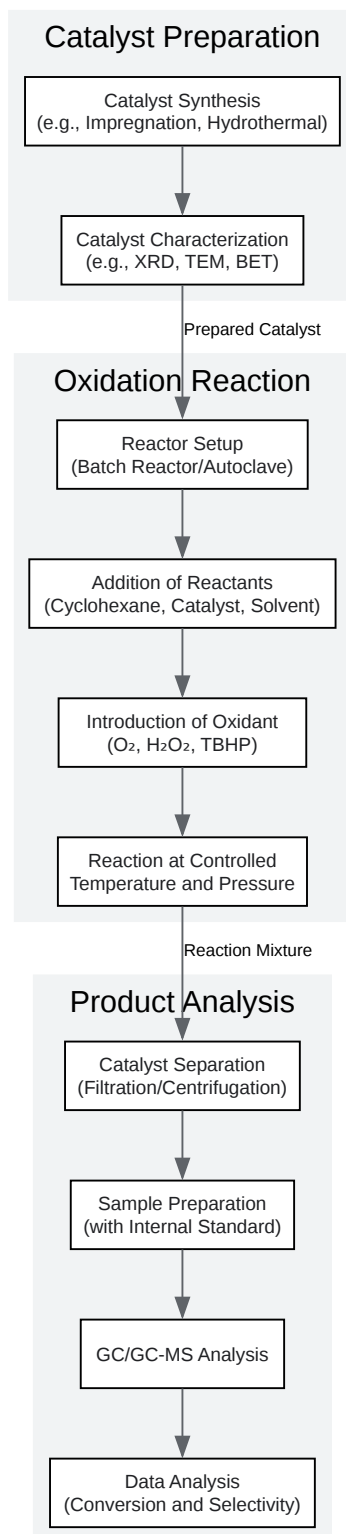 Catalyst Preparation
Catalyst Synthesis
(e.g., Impregnation, Hydrothermal)
Catalyst Characterization
(e.g., XRD, TEM, BET)
Prepared Catalyst
Oxidation Reaction
Reactor Setup
(Batch Reactor/Autoclave)
Addition of Reactants
(Cyclohexane, Catalyst, Solvent)
Introduction of Oxidant
(O₂, H₂O₂, TBHP)
Reaction at Controlled
Temperature and Pressure
Reaction Mixture
Product Analysis
Catalyst Separation
(Filtration/Centrifugation)
Sample Preparation
(with Internal Standard)
GC/GC-MS Analysis
Data Analysis
(Conversion and Selectivity)